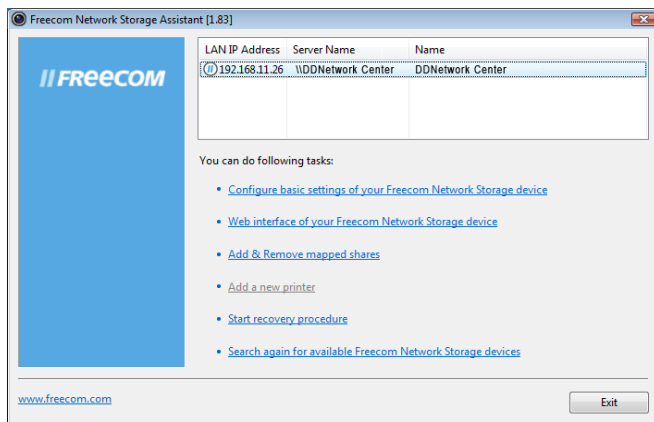 Freecom Network Storage Assistant [1.83]
FREECOM
LAN IP Address Server Name Name
192.168.11.26 \\DDNetwork Center DDNetwork Center
You can do following tasks:
• Configure basic settings of your Freecom Network Storage device
• Web interface of your Freecom Network Storage device
• Add & Remove mapped shares
• Add a new printer
• Start recovery procedure
• Search again for available Freecom Network Storage devices
www.freecom.com Exit